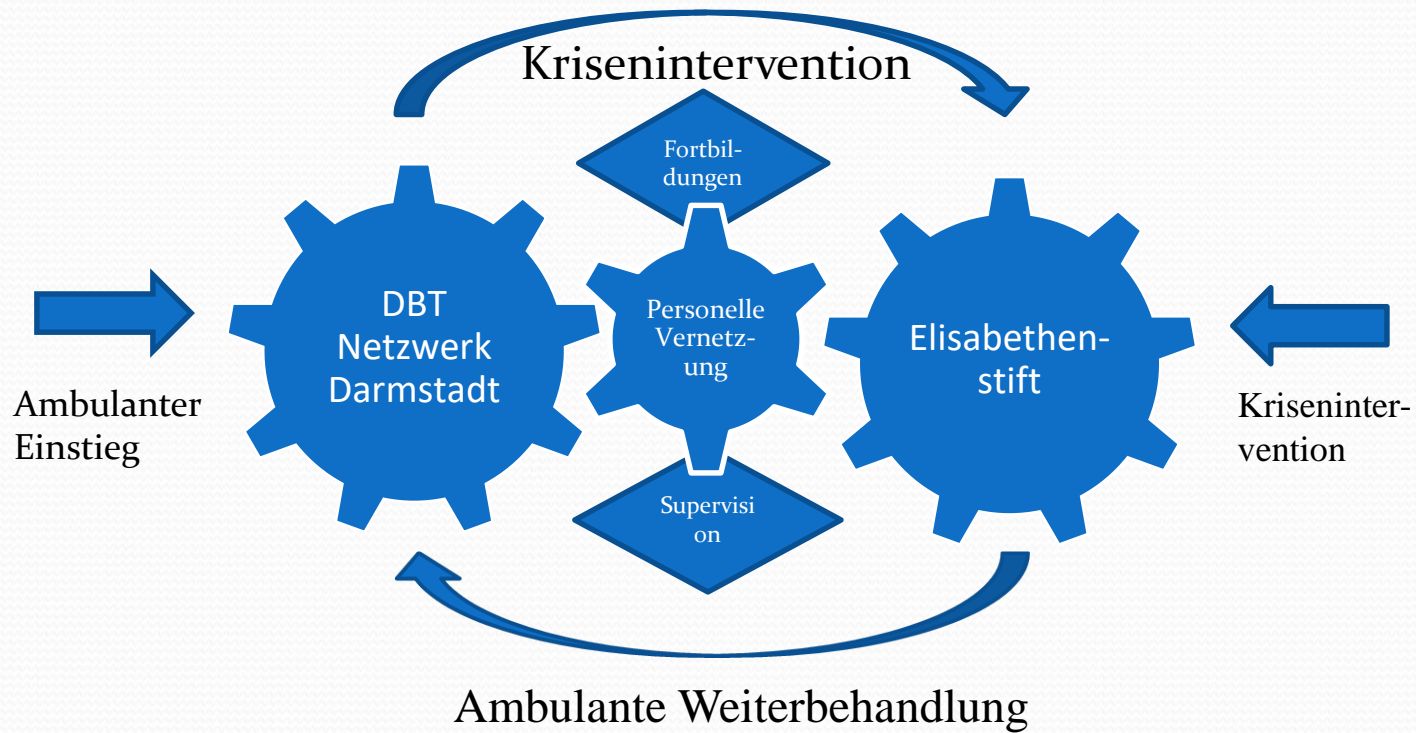 Krisenintervention
Fortbil-
dungen
DBT
Netzwerk
Darmstadt
Personelle
Vernetz-
ung
Elisabethen-
stift
Ambulanter
Einstieg
Kriseninter-
vention
Supervisi
on
Ambulante Weiterbehandlung